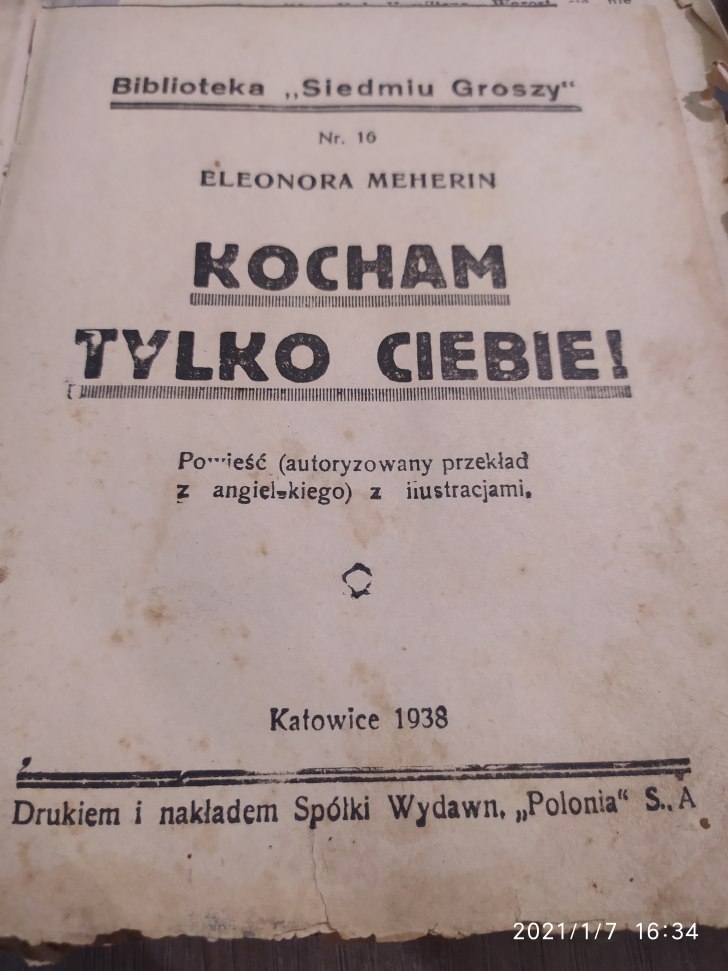 Biblioteka „Siedmiu Groszy"
Nr. 16
ELEONORA MEHERIN
KOCHAM
TYLKO CIEBIE!
Powieść (autoryzowany przekład
z angielskiego) z ilustracjami.
Katowice 1938
Drukiem i nakładem Spółki Wydawn. „Polonia" S. A
2021/1/7 16:34